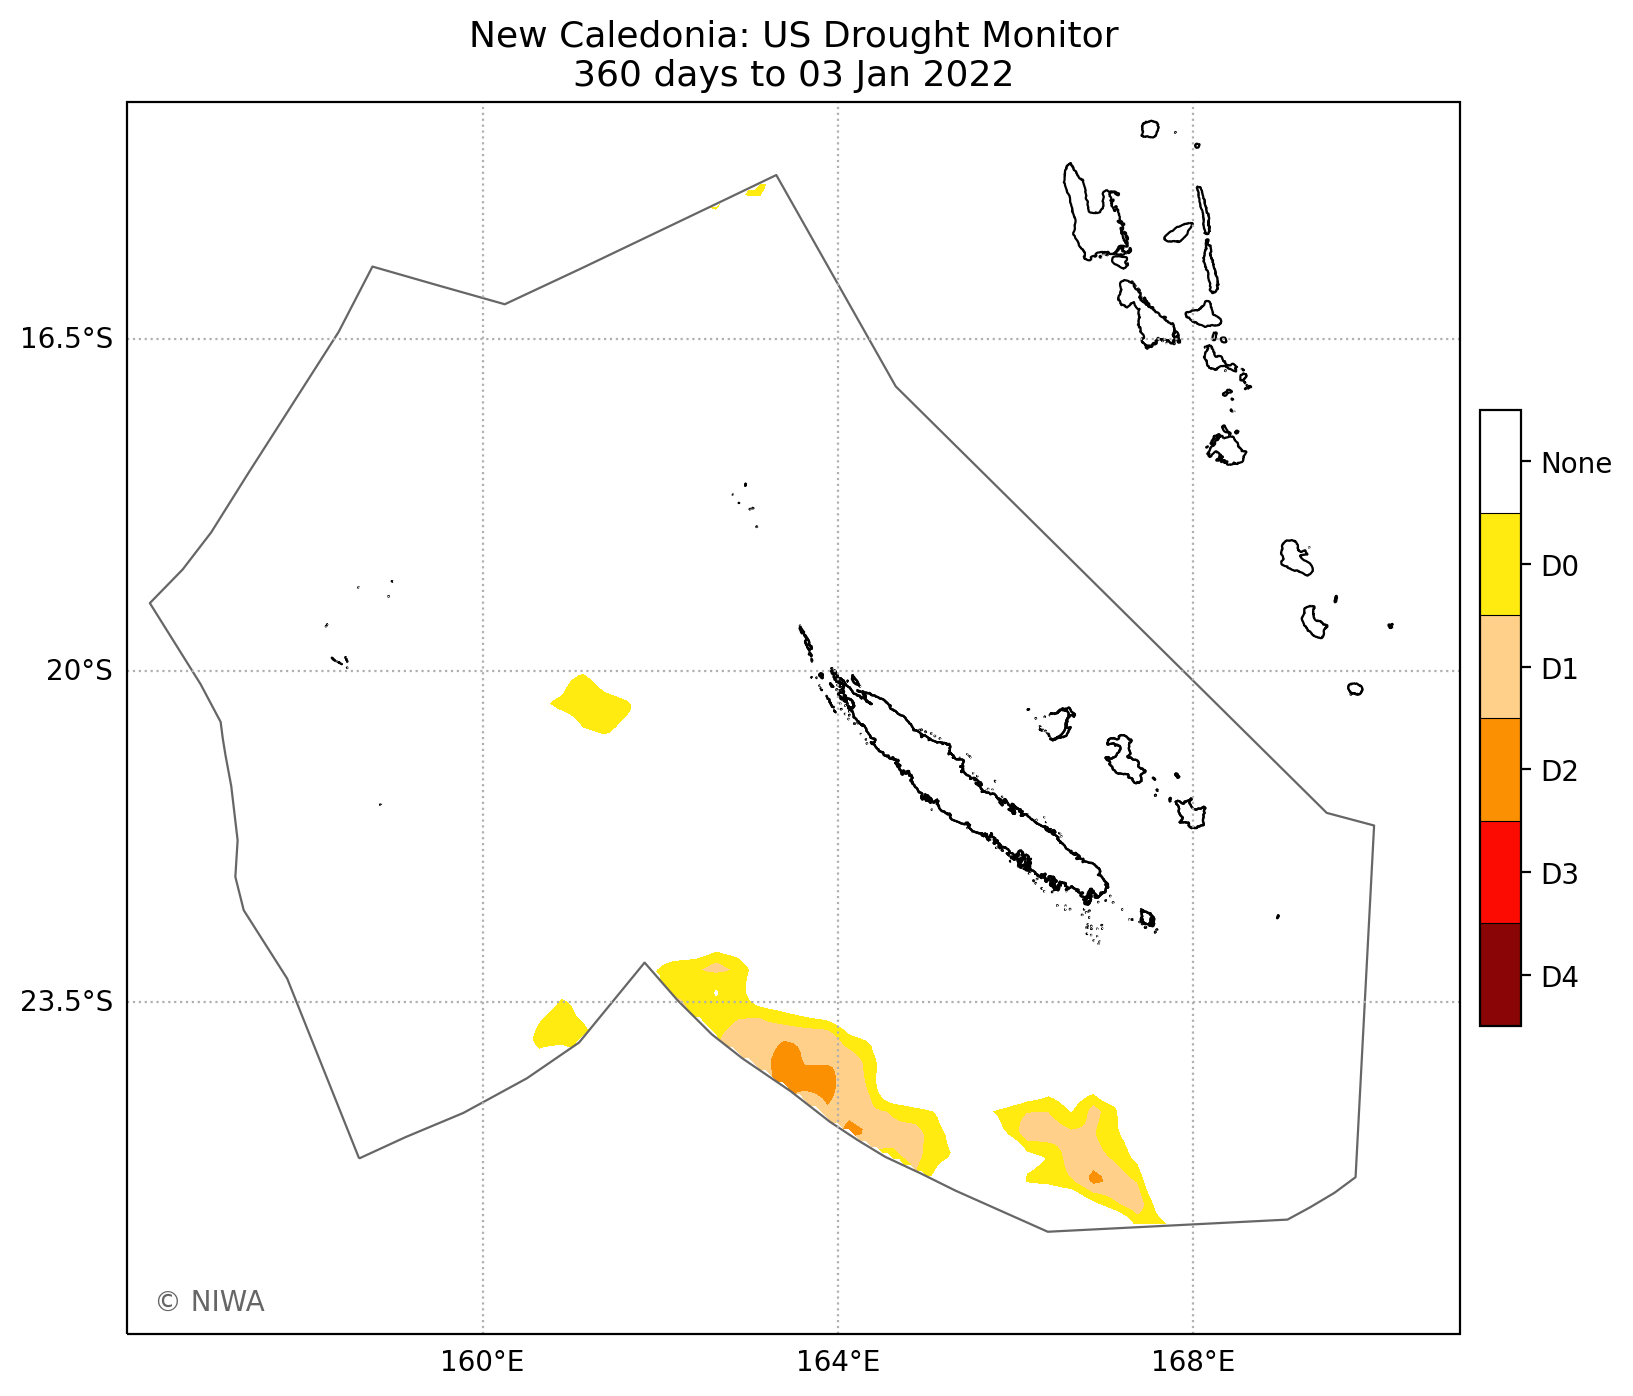 New Caledonia: US Drought Monitor
360 days to 03 Jan 2022
16.5°S
20°S
23.5°S
160°E
164°E
168°E
None
D0
D1
D2
D3
D4
© NIWA